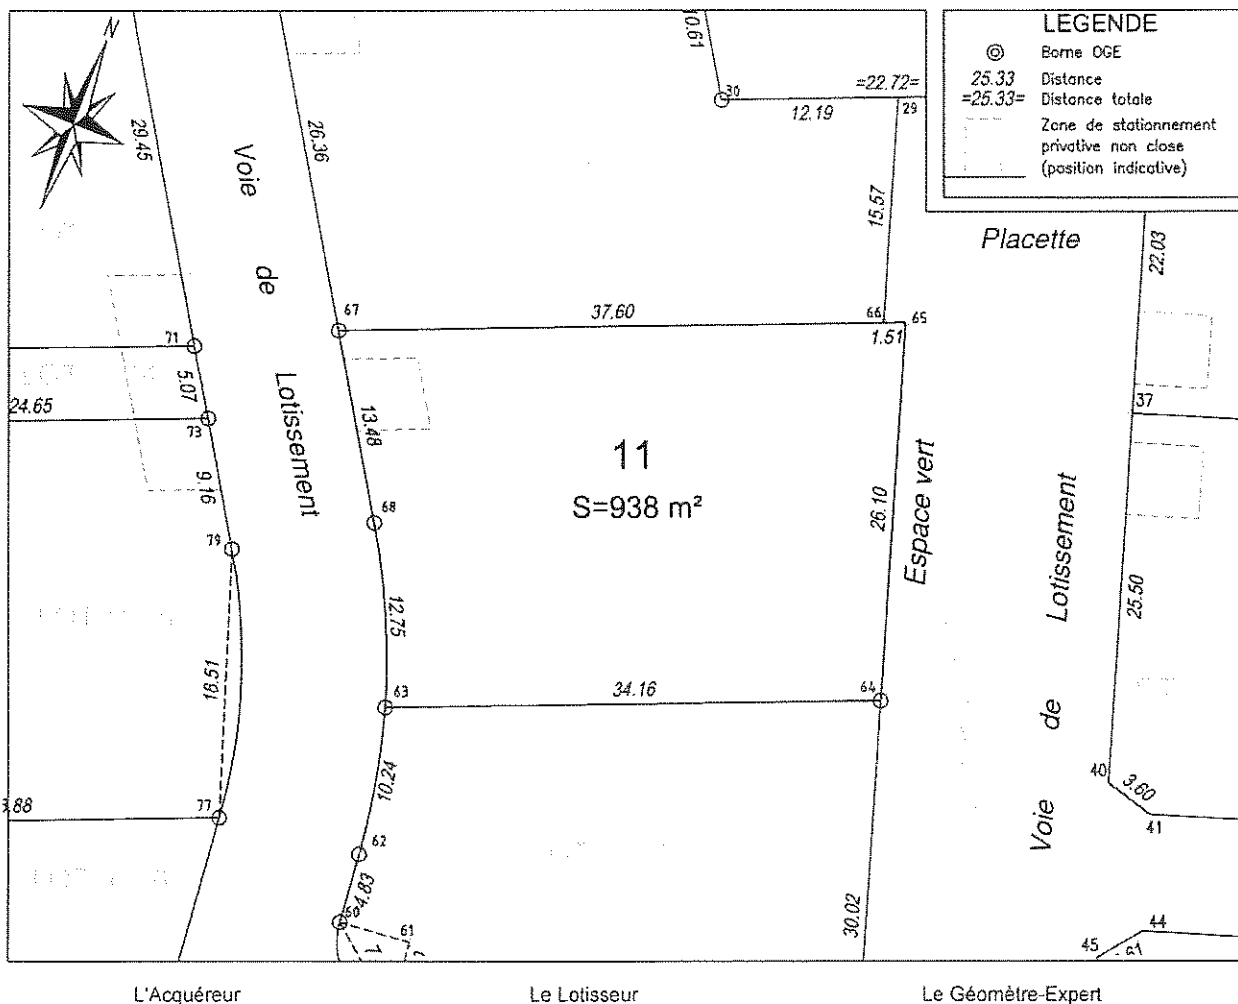 N
LEGENDE
Borne OGE
25.33 Distance
=25.33= Distance totale
Zone de stationnement
privative non close
(position indicative)
10.61
30
=22.72=
29
12.19
29.45
26.36
Voie
de
Lotissement
15.57
Placette
22.03
67
37.60
66
65
1.51
71
5.07
24.65
73
13.48
37
9.16
11
S=938 m²
26.10
Espace vert
68
79
12.75
Voie de Lotissement
25.50
16.51
63
34.16
64
10.24
40
3.60
41
3.88
77
62
4.83
60
61
30.02
44
45
L'Acquéreur
Le Lotisseur
Le Géomètre-Expert